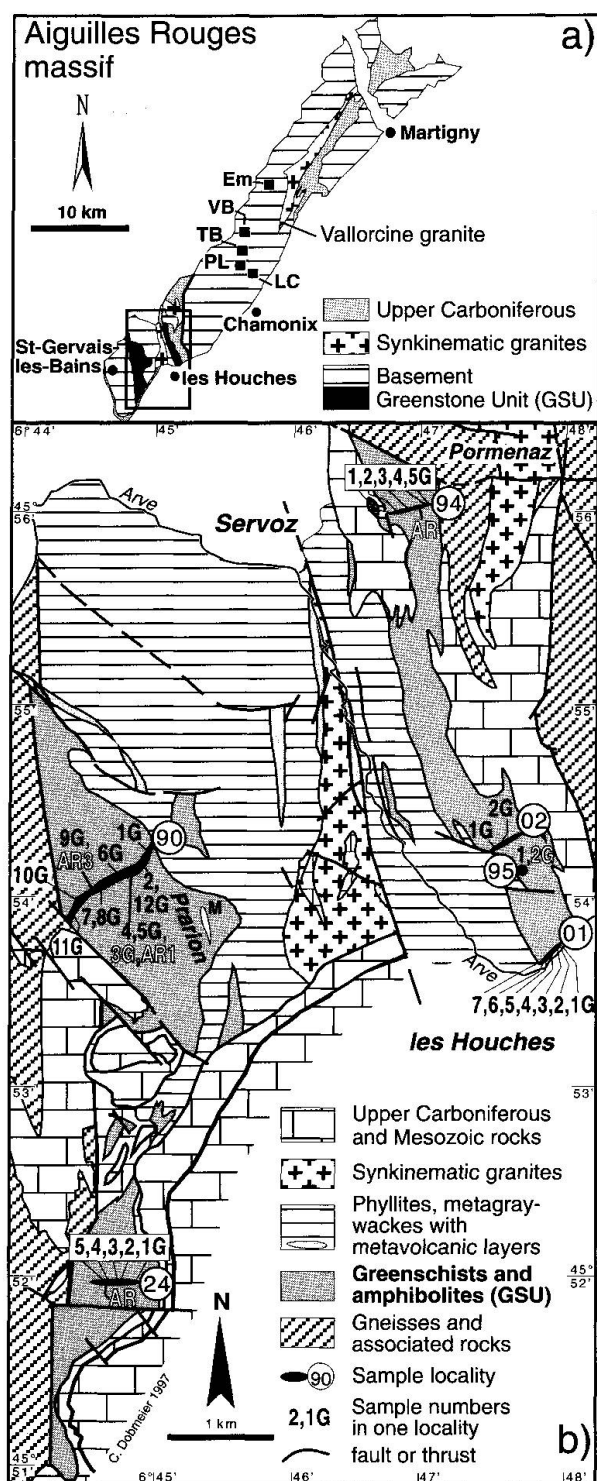 Aiguilles Rouges
massif
a)
N
10 km
Martigny
Em
VB
TB
PL
LC
Vallorcine granite
Chamonix
St-Gervais-
les-Bains
les Houches
Upper Carboniferous
Synkinematic granites
Basement
Greenstone Unit (GSU)
6° 44' 45' 46' 47' 48'
45°
56'
Arve
Servoz
Pormenaz
1,2,3,4,5G
94
AR
56'
55'
55'
9G,
AR3
6G
1G
90
10G
7,8G
2,
12G
4,5G
3G,AR1
11G
Prarion
M
54'
2G
1G
02
1,2G
95
54'
01
Arve
7,6,5,4,3,2,1G
les Houches
53'
53'
Upper Carboniferous
and Mesozoic rocks
Synkinematic granites
Phyllites, metagray-
wackes with
metavolcanic layers
Greenschists and
amphibolites (GSU)
Gneisses and
associated rocks
90 Sample locality
2,1G Sample numbers
in one locality
fault or thrust
5,4,3,2,1G
24
AR
52'
45°
52'
N
1 km
C. Dobmeier 1997
45°
51'
6° 45' 46' 47' 48'
b)